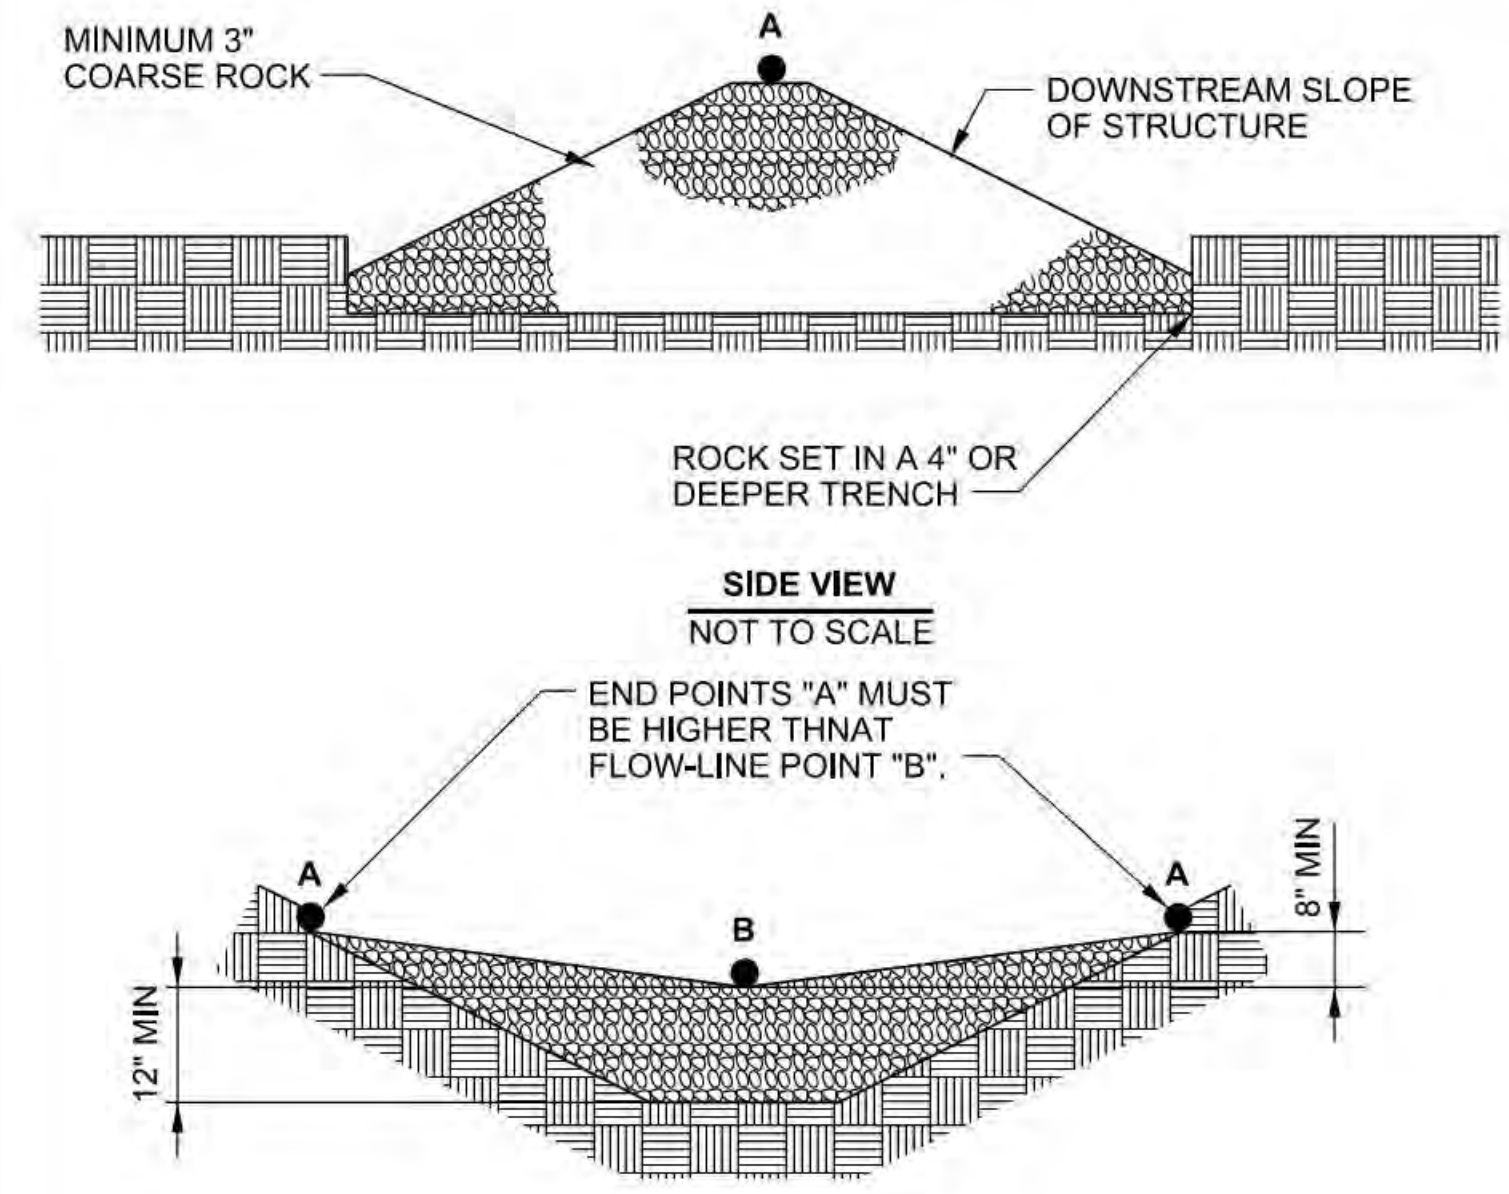 A
MINIMUM 3"
COARSE ROCK
DOWNSTREAM SLOPE
OF STRUCTURE
ROCK SET IN A 4" OR
DEEPER TRENCH
SIDE VIEW
NOT TO SCALE
END POINTS "A" MUST
BE HIGHER THNAT
FLOW-LINE POINT "B".
A
B
A
8" MIN
12" MIN